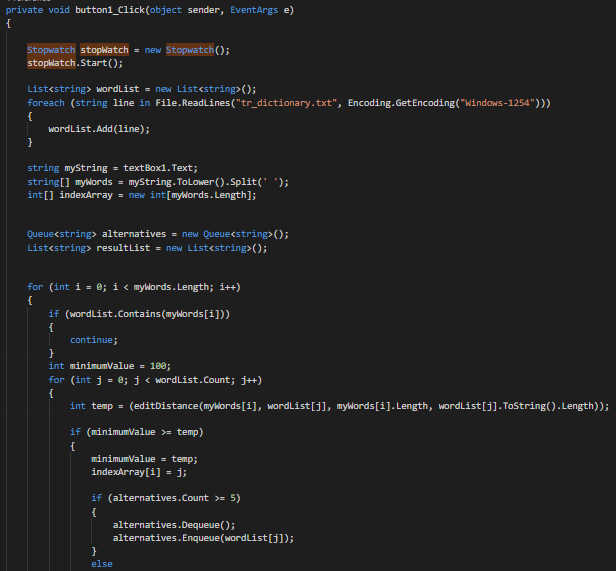 private void button1_Click(object sender, EventArgs e)
{
Stopwatch stopWatch = new Stopwatch();
stopWatch.Start();
List<string> wordList = new List<string>();
foreach (string line in File.ReadLines("tr_dictionary.txt", Encoding.GetEncoding("Windows-1254")))
{
wordList.Add(line);
}
string myString = textBox1.Text;
string[] myWords = myString.ToLower().Split(' ');
int[] indexArray = new int[myWords.Length];
Queue<string> alternatives = new Queue<string>();
List<string> resultList = new List<string>();
for (int i = 0; i < myWords.Length; i++)
{
if (wordList.Contains(myWords[i]))
{
continue;
}
int minimumValue = 100;
for (int j = 0; j < wordList.Count; j++)
{
int temp = (editDistance(myWords[i], wordList[j], myWords[i].Length, wordList[j].ToString().Length));
if (minimumValue >= temp)
{
minimumValue = temp;
indexArray[i] = j;
if (alternatives.Count >= 5)
{
alternatives.Dequeue();
alternatives.Enqueue(wordList[j]);
}
else